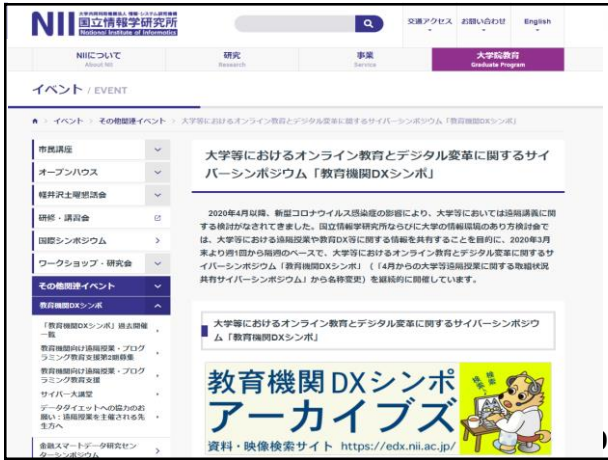 NII 大学共同利用機関法人 情報・システム研究機構
国立情報学研究所
National Institute of Informatics
交通アクセス お問い合わせ English
NIIについて 研究 事業 大学院教育
About NII Research Service Graduate Program
イベント / EVENT
イベント > その他関連イベント > 大学等におけるオンライン教育とデジタル変革に関するサイバーシンポジウム「教育機関DXシンポ」
市民講座
オープンハウス
軽井沢土曜懇話会
研修・講習会
国際シンポジウム
ワークショップ・研究会
その他関連イベント
教育機関DXシンポ
「教育機関DXシンポ」過去開催
一覧
教育機関向け遠隔授業・プログ
ラミング教育支援第2期募集
教育機関向け遠隔授業・プログ
ラミング教育支援
サイバー大講堂
データダイエットへの協力のお
願い：遠隔授業を主催される先
生方へ
金融スマートデータ研究セン
ターシンポジウム
大学等におけるオンライン教育とデジタル変革に関するサイ
バーシンポジウム「教育機関DXシンポ」
2020年4月以降、新型コロナウイルス感染症の影響により、大学等においては遠隔講義に関
する検討がなされてきました。国立情報学研究所ならびに大学の情報環境のあり方検討会で
は、大学等における遠隔授業や教育DX等に関する情報を共有することを目的に、2020年3月
末より週1回から隔週のペースで、大学等におけるオンライン教育とデジタル変革に関するサ
イバーシンポジウム「教育機関DXシンポ」（「4月からの大学等遠隔授業に関する取組状況
共有サイバーシンポジウム」から名称変更）を継続的に開催しています。
大学等におけるオンライン教育とデジタル変革に関するサイバーシンポジウ
ム「教育機関DXシンポ」
教育機関DXシンポ
アーカイブズ
検索 検索
資料・映像検索サイト https://edx.nii.ac.jp/